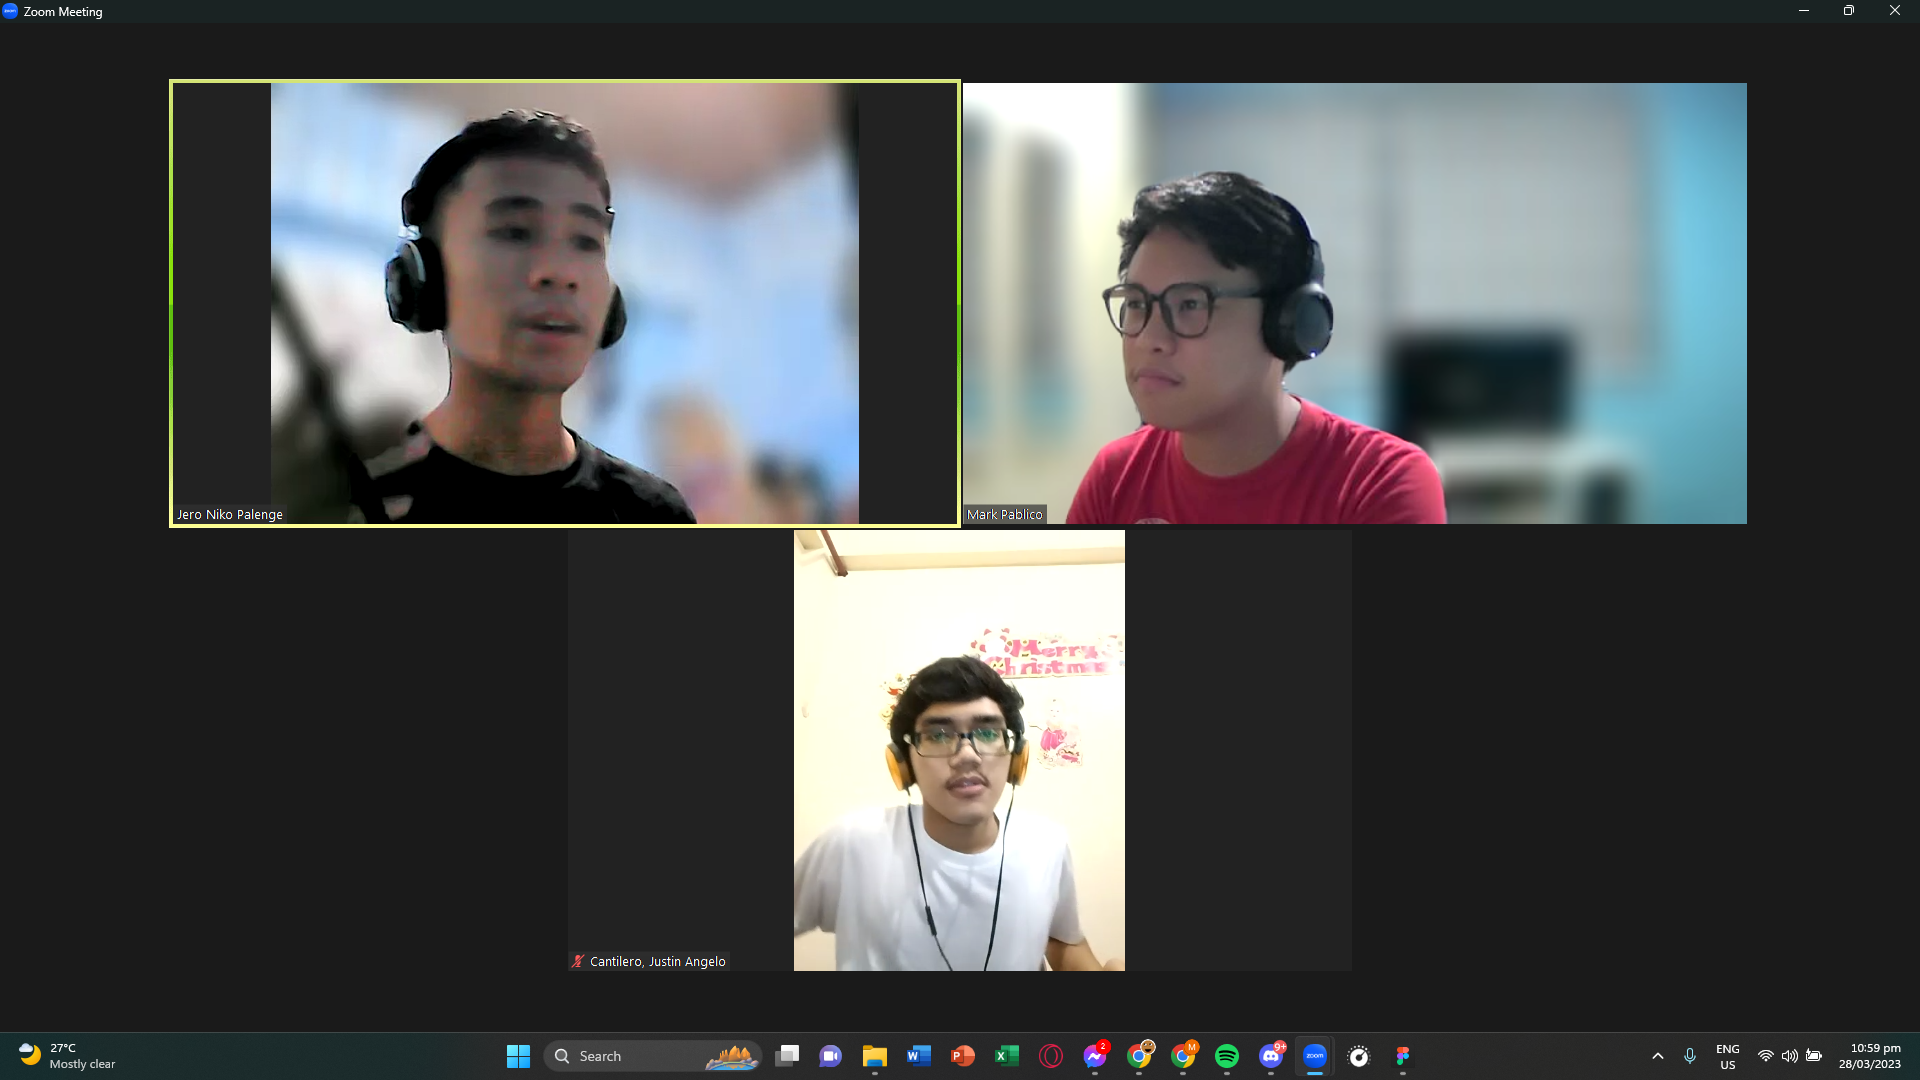 Zoom Meeting
Jero Niko Palenge
Mark Pablico
Merry
Christmas
Cantilero, Justin Angelo
27°C
Mostly clear
Search
2
M
9+
zoom
ENG
US
10:59 pm
28/03/2023